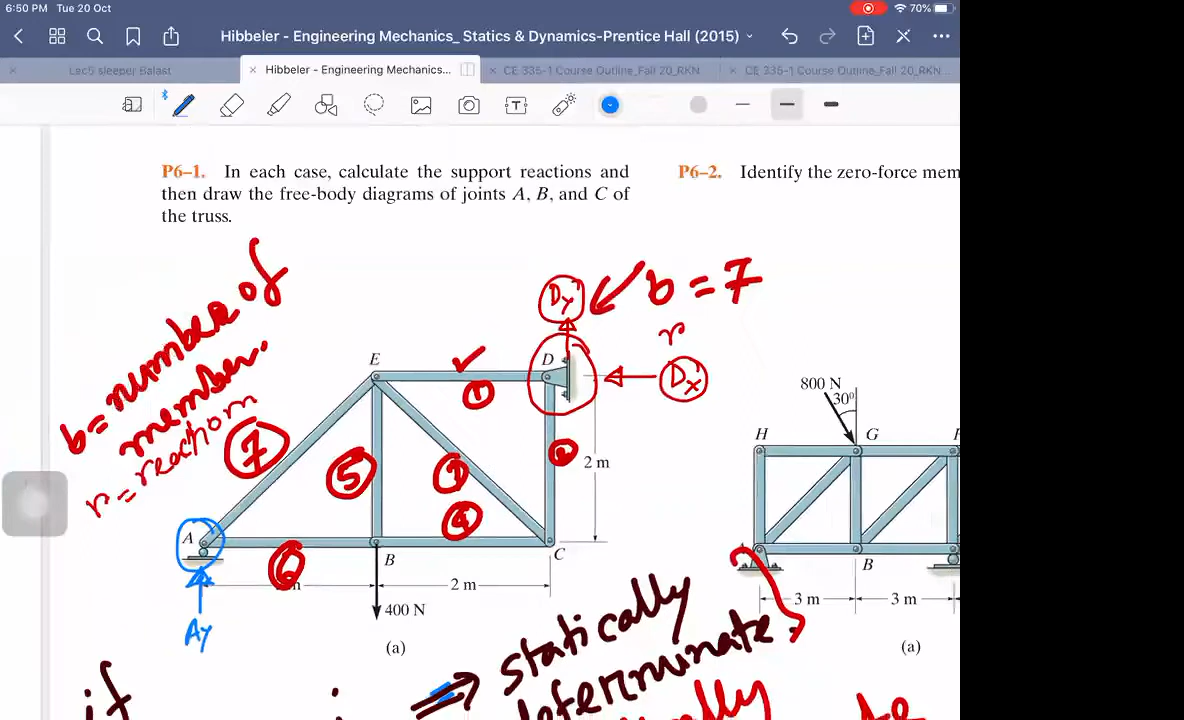 6:50 PM Tue 20 Oct
70%
Hibbeler - Engineering Mechanics_ Statics & Dynamics-Prentice Hall (2015)
Lec5 sleeper Balast
Hibbeler - Engineering Mechanics...
CE 335-1 Course Outline_Fall 20_RKN
CE 335-1 Course Outline_Fall 20_RKN...
P6–1. In each case, calculate the support reactions and
then draw the free-body diagrams of joints A, B, and C of
the truss.
P6–2. Identify the zero-force mem
b = number of
member.
r = reaction
Dy
b = 7
r
Dx
E
D
1
2
2 m
7
5
3
4
A
6
B
C
2 m
400 N
Ay
(a)
800 N
30°
H
G
B
3 m
3 m
(a)
if
⇒ statically
determinate